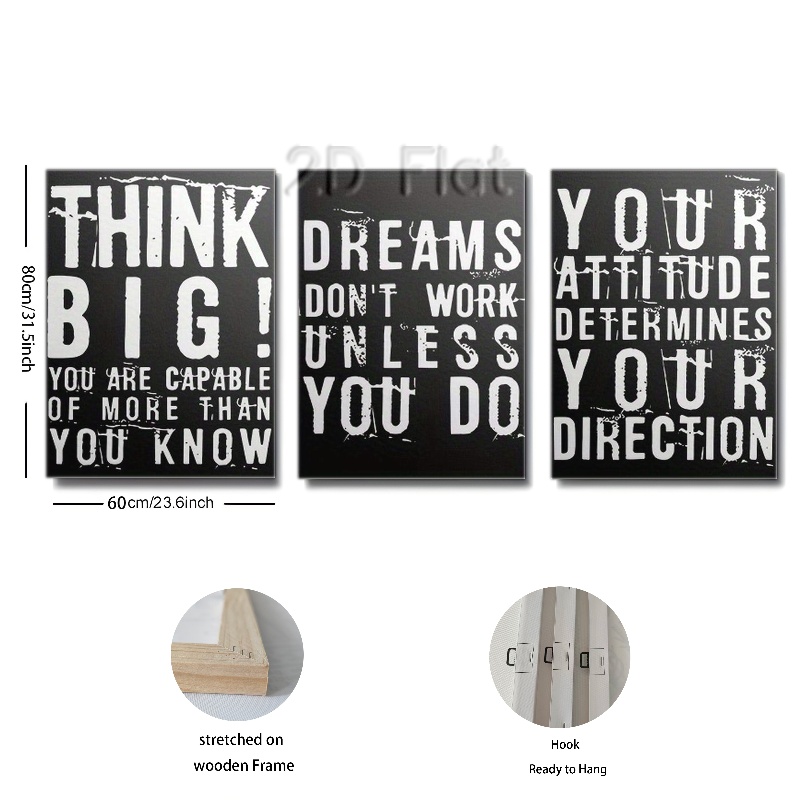 2D Flat
THINK
BIG!
YOU ARE CAPABLE
OF MORE THAN
YOU KNOW
DREAMS
DON'T WORK
UNLESS
YOU DO
YOUR
ATTITUDE
DETERMINES
YOUR
DIRECTION
80cm/31.5inch
60cm/23.6inch
stretched on
wooden Frame
Hook
Ready to Hang